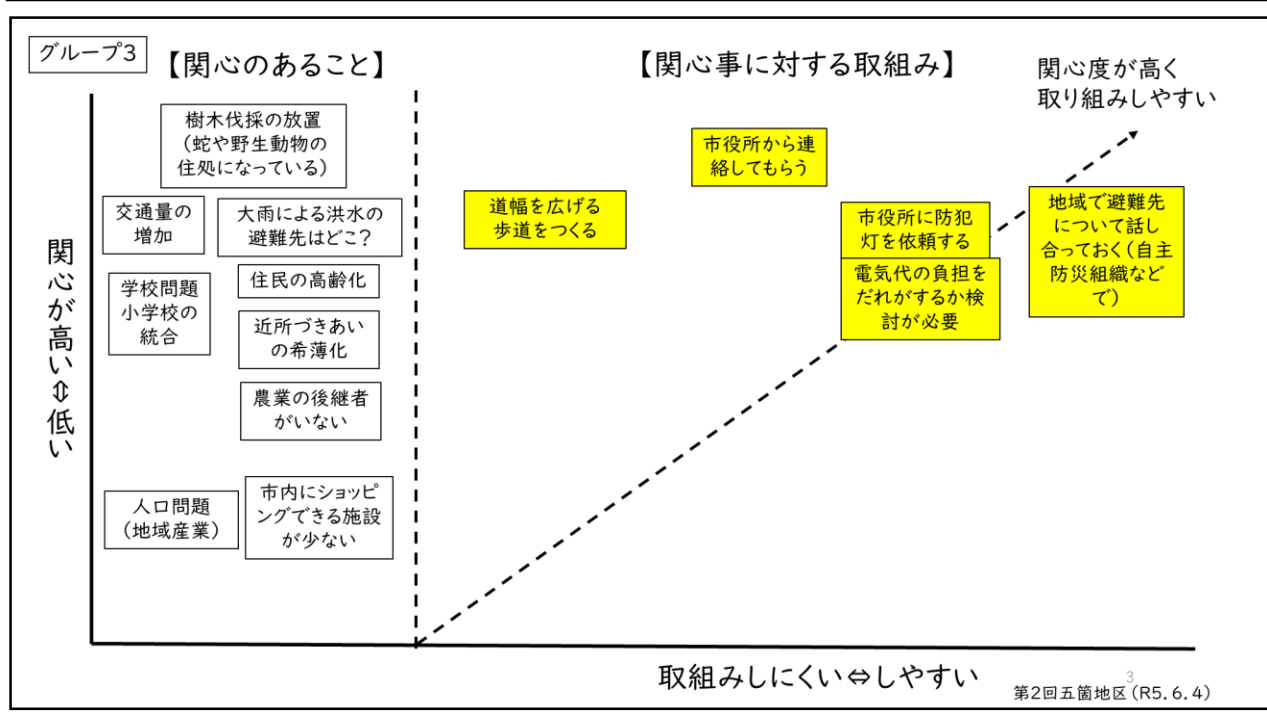 グループ3
【関心のあること】
【関心事に対する取組み】
関心度が高く
取り組みしやすい
樹木伐採の放置
(蛇や野生動物の
住処になっている)
交通量の
増加
大雨による洪水の
避難先はどこ?
学校問題
小学校の
統合
住民の高齢化
近所づきあい
の希薄化
農業の後継者
がいない
人口問題
(地域産業)
市内にショッピ
ングできる施設
が少ない
市役所から連
絡してもらう
道幅を広げる
歩道をつくる
市役所に防犯
灯を依頼する
電気代の負担を
だれがするか検
討が必要
地域で避難先
について話し
合っておく(自主
防災組織など
で)
関心が高い⇕低い
取組みしにくい⇔しやすい
3
第2回五箇地区(R5.6.4)